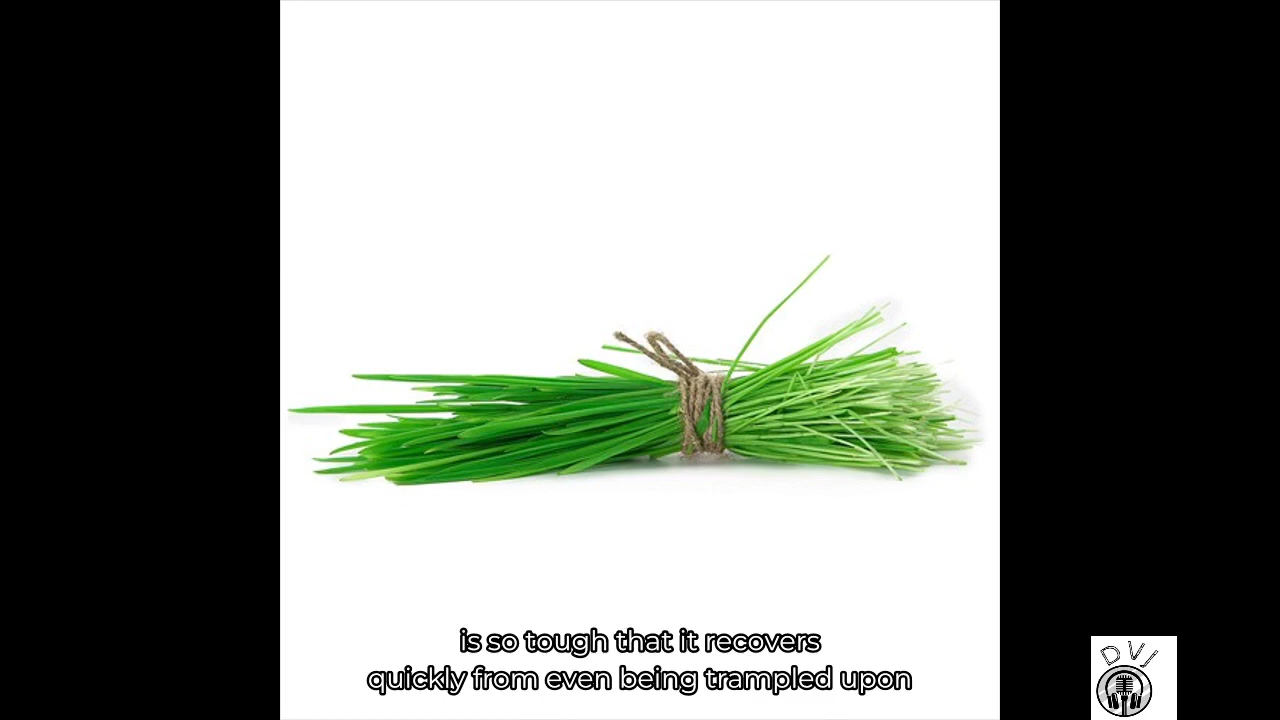 is so tough that it recovers
quickly from even being trampled upon
DVJ